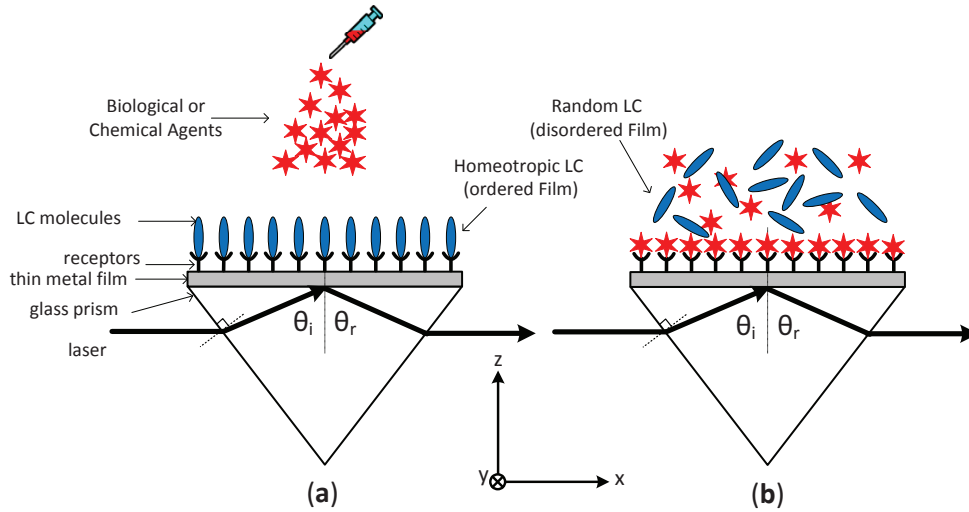 Biological or
Chemical Agents
Homeotropic LC
(ordered Film)
LC molecules
receptors
thin metal film
glass prism
laser
θi
θr
(a)
Random LC
(disordered Film)
θi
θr
(b)
z
y
x